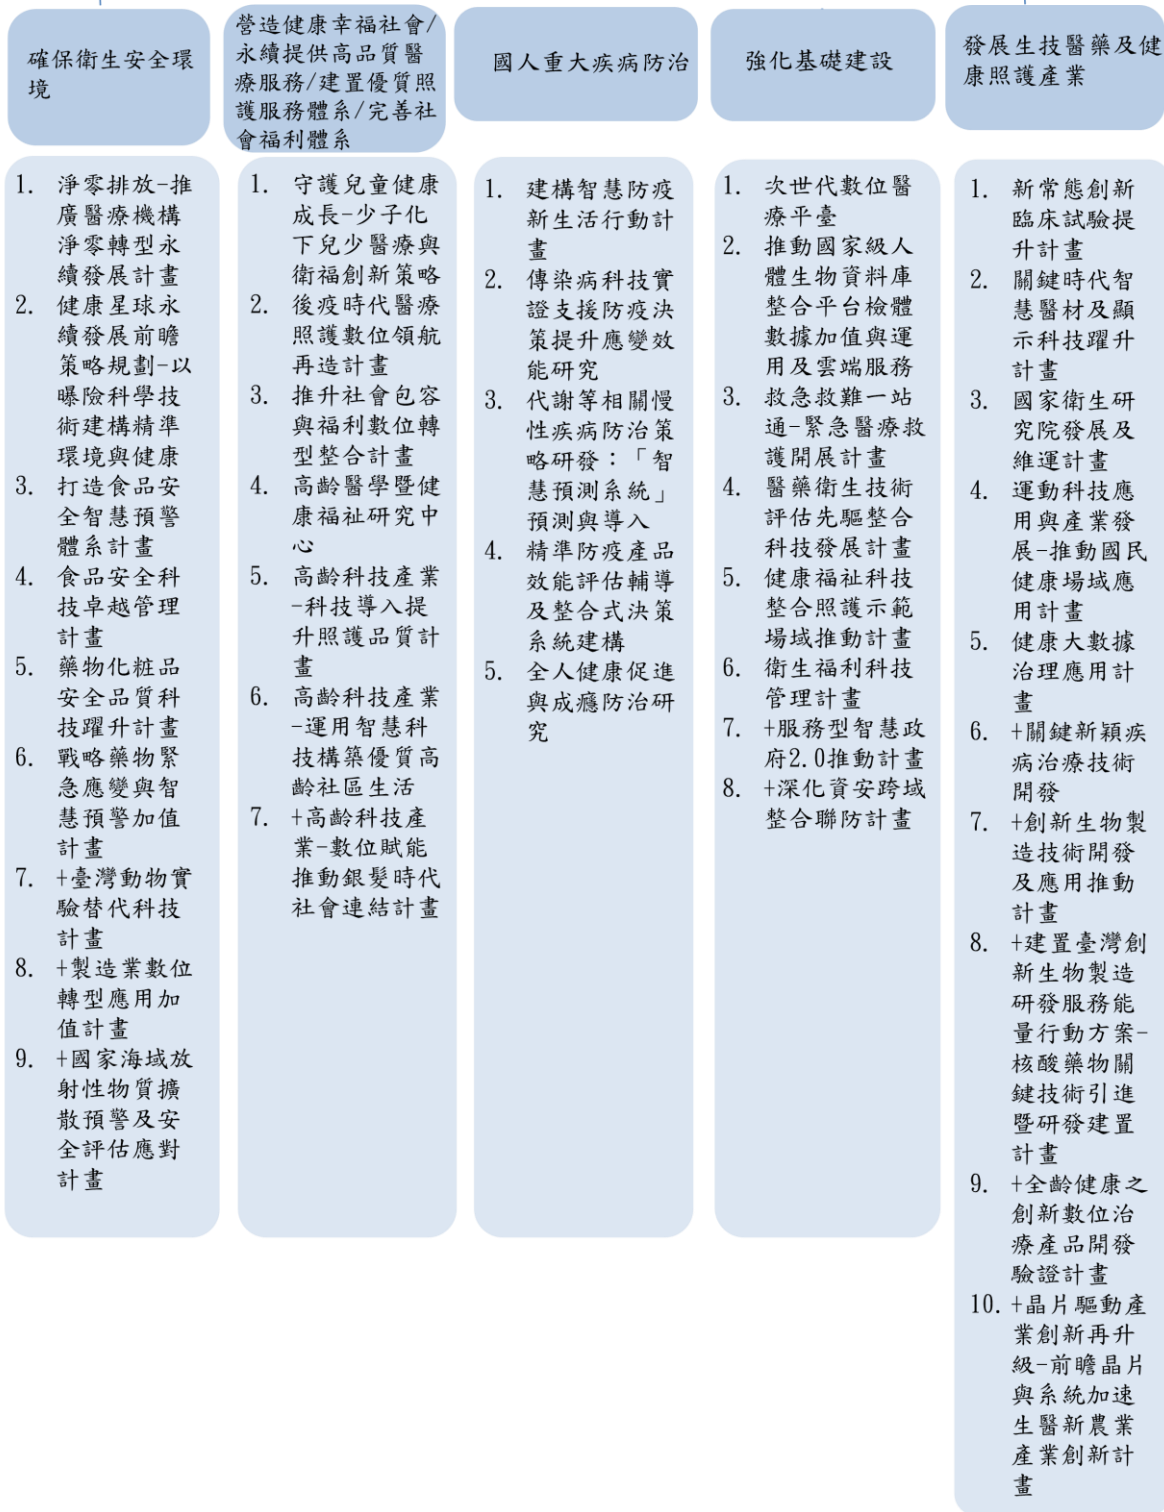 確保衛生安全環
境
營造健康幸福社會/
永續提供高品質醫
療服務/建置優質照
護服務體系/完善社
會福利體系
國人重大疾病防治
強化基礎建設
發展生技醫藥及健
康照護產業
1. 淨零排放-推
廣醫療機構
淨零轉型永
續發展計畫
2. 健康星球永
續發展前瞻
策略規劃-以
曝險科學技
術建構精準
環境與健康
3. 打造食品安
全智慧預警
體系計畫
4. 食品安全科
技卓越管理
計畫
5. 藥物化粧品
安全品質科
技躍升計畫
6. 戰略藥物緊
急應變與智
慧預警加值
計畫
7. +臺灣動物實
驗替代科技
計畫
8. +製造業數位
轉型應用加
值計畫
9. +國家海域放
射性物質擴
散預警及安
全評估應對
計畫
1. 守護兒童健康
成長-少子化
下兒少醫療與
衛福創新策略
2. 後疫時代醫療
照護數位領航
再造計畫
3. 推升社會包容
與福利數位轉
型整合計畫
4. 高齡醫學暨健
康福祉研究中
心
5. 高齡科技產業
-科技導入提
升照護品質計
畫
6. 高齡科技產業
-運用智慧科
技構築優質高
齡社區生活
7. +高齡科技產
業-數位賦能
推動銀髮時代
社會連結計畫
1. 建構智慧防疫
新生活行動計
畫
2. 傳染病科技實
證支援防疫決
策提升應變效
能研究
3. 代謝等相關慢
性疾病防治策
略研發：「智
慧預測系統」
預測與導入
4. 精準防疫產品
效能評估輔導
及整合式決策
系統建構
5. 全人健康促進
與成癮防治研
究
1. 次世代數位醫
療平臺
2. 推動國家級人
體生物資料庫
整合平台檢體
數據加值與運
用及雲端服務
3. 救急救難一站
通-緊急醫療救
護開展計畫
4. 醫藥衛生技術
評估先驅整合
科技發展計畫
5. 健康福祉科技
整合照護示範
場域推動計畫
6. 衛生福利科技
管理計畫
7. +服務型智慧政
府2.0推動計畫
8. +深化資安跨域
整合聯防計畫
1. 新常態創新
臨床試驗提
升計畫
2. 關鍵時代智
慧醫材及顯
示科技躍升
計畫
3. 國家衛生研
究院發展及
維運計畫
4. 運動科技應
用與產業發
展-推動國民
健康場域應
用計畫
5. 健康大數據
治理應用計
畫
6. +關鍵新穎疾
病治療技術
開發
7. +創新生物製
造技術開發
及應用推動
計畫
8. +建置臺灣創
新生物製造
研發服務能
量行動方案-
核酸藥物關
鍵技術引進
暨研發建置
計畫
9. +全齡健康之
創新數位治
療產品開發
驗證計畫
10. +晶片驅動產
業創新再升
級-前瞻晶片
與系統加速
生醫新農業
產業創新計
畫